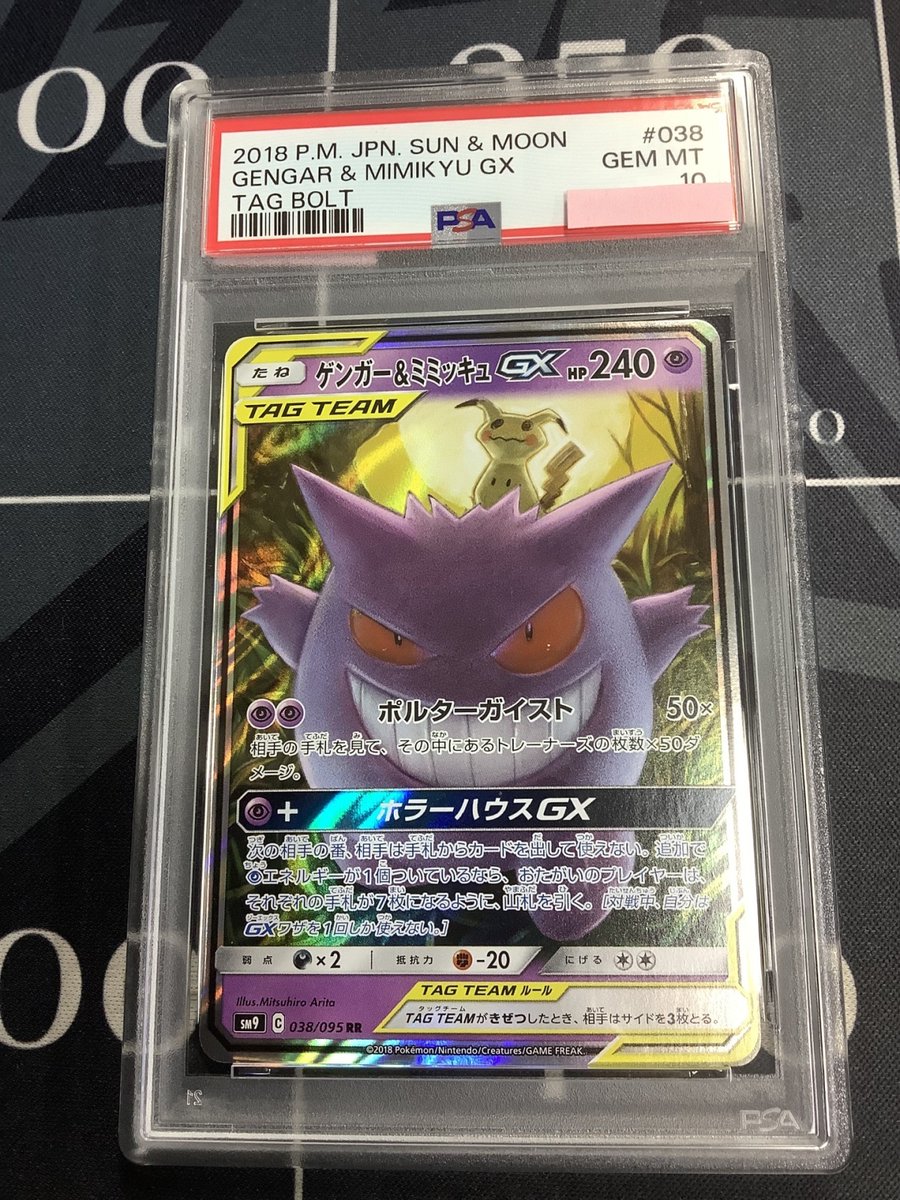 2018 P.M. JPN. SUN & MOON #038
GENGAR & MIMIKYU GX GEM MT
TAG BOLT 10
PSA
たね ゲンガー&ミミッキュGX HP240
TAG TEAM
ポルターガイスト 50×
相手の手札を見て、その中にあるトレーナーズの枚数×50ダ
メージ。
+ ホラーハウスGX
次の相手の番、相手は手札からカードを出して使えない。追加で
エネルギーが1個ついているなら、おたがいのプレイヤーは、
それぞれの手札が7枚になるように、山札を引く。[対戦中、自分は
GXワザを1回しか使えない。]
弱点 ×2 抵抗力 -20 にげる
TAG TEAM ルール
Illus.Mitsuhiro Arita
TAG TEAMがきぜつしたとき、相手はサイドを3枚とる。
SM9 C 038/095 RR
©2018 Pokémon/Nintendo/Creatures/GAME FREAK.
PSA